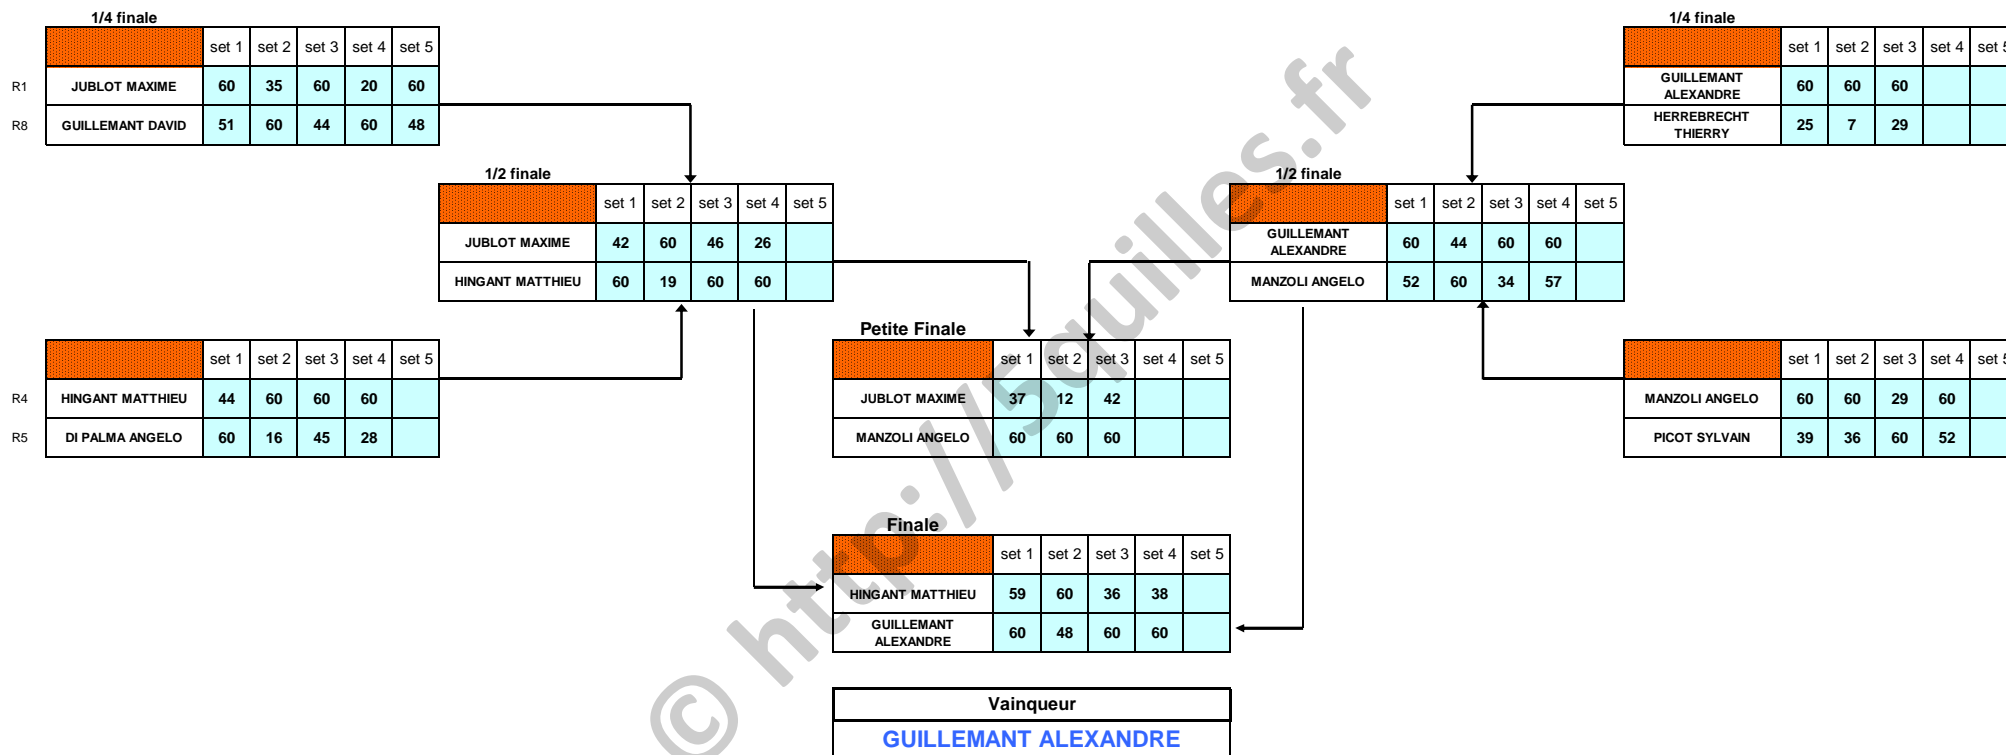 1/4 finale
set 1 set 2 set 3 set 4 set 5
R1 JUBLOT MAXIME 60 35 60 20 60
R8 GUILLEMANT DAVID 51 60 44 60 48
1/4 finale
set 1 set 2 set 3 set 4 set 5
GUILLEMANT ALEXANDRE 60 60 60
HERREBRECHT THIERRY 25 7 29
1/2 finale
set 1 set 2 set 3 set 4 set 5
JUBLOT MAXIME 42 60 46 26
HINGANT MATTHIEU 60 19 60 60
1/2 finale
set 1 set 2 set 3 set 4 set 5
GUILLEMANT ALEXANDRE 60 44 60 60
MANZOLI ANGELO 52 60 34 57
set 1 set 2 set 3 set 4 set 5
R4 HINGANT MATTHIEU 44 60 60 60
R5 DI PALMA ANGELO 60 16 45 28
Petite Finale
set 1 set 2 set 3 set 4 set 5
JUBLOT MAXIME 37 12 42
MANZOLI ANGELO 60 60 60
set 1 set 2 set 3 set 4 set 5
MANZOLI ANGELO 60 60 29 60
PICOT SYLVAIN 39 36 60 52
Finale
set 1 set 2 set 3 set 4 set 5
HINGANT MATTHIEU 59 60 36 38
GUILLEMANT ALEXANDRE 60 48 60 60
Vainqueur
GUILLEMANT ALEXANDRE
© http://5quilles.fr